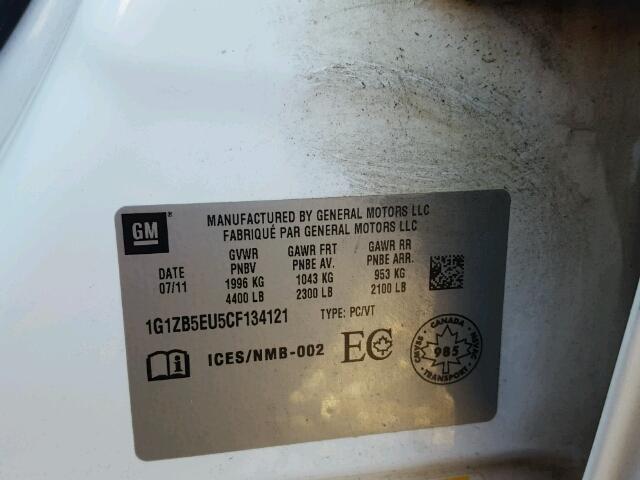 GM®
MANUFACTURED BY GENERAL MOTORS LLC
FABRIQUÉ PAR GENERAL MOTORS LLC
DATE
07/11
GVWR
PNBV
1996 KG
4400 LB
GAWR FRT
PNBE AV.
1043 KG
2300 LB
GAWR RR
PNBE ARR.
953 KG
2100 LB
1G1ZB5EU5CF134121 TYPE: PC/VT
i ICES/NMB-002 EC
CANADA
CMVSS
985
NSVAC
TRANSPORT